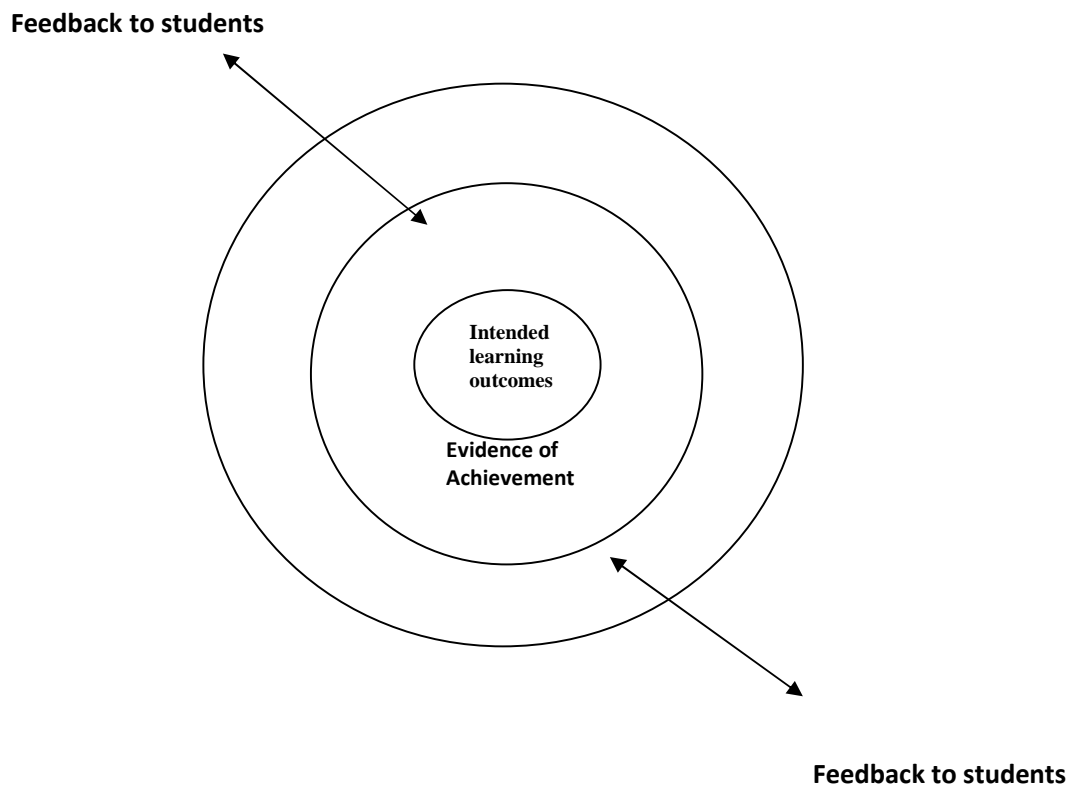 Feedback to students
Intended
learning
outcomes
Evidence of
Achievement
Feedback to students